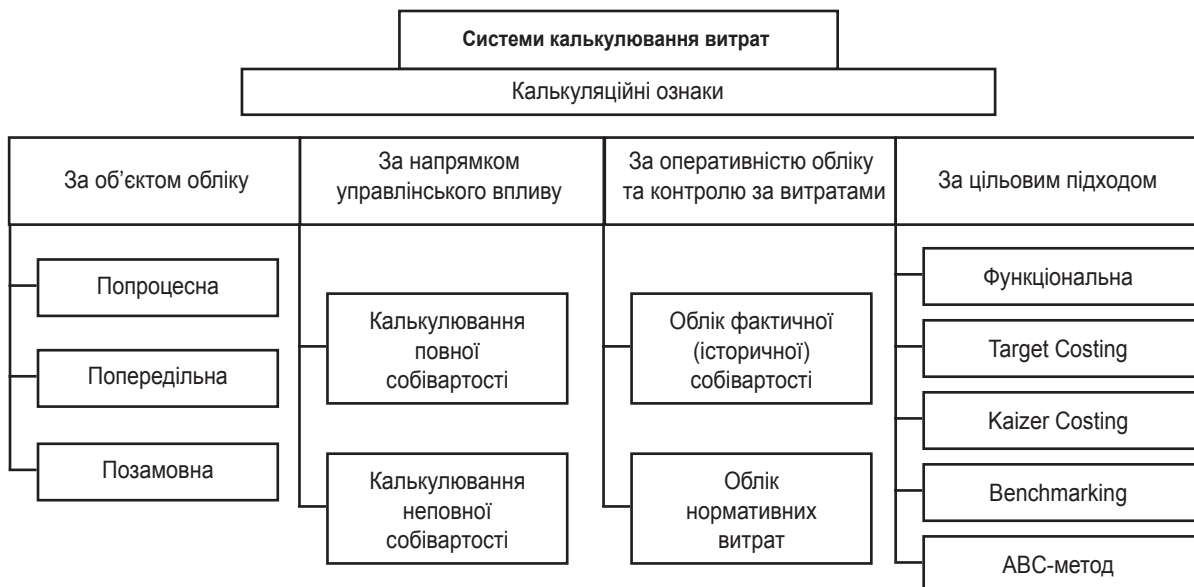 Системи калькулювання витрат
Калькуляційні ознаки
За об’єктом обліку
Попроцесна
Попередільна
Позамовна
За напрямком
управлінського впливу
Калькулювання
повної
собівартості
Калькулювання
неповної
собівартості
За оперативністю обліку
та контролю за витратами
Облік фактичної
(історичної)
собівартості
Облік
нормативних
витрат
За цільовим підходом
Функціональна
Target Costing
Kaizer Costing
Benchmarking
АВС-метод